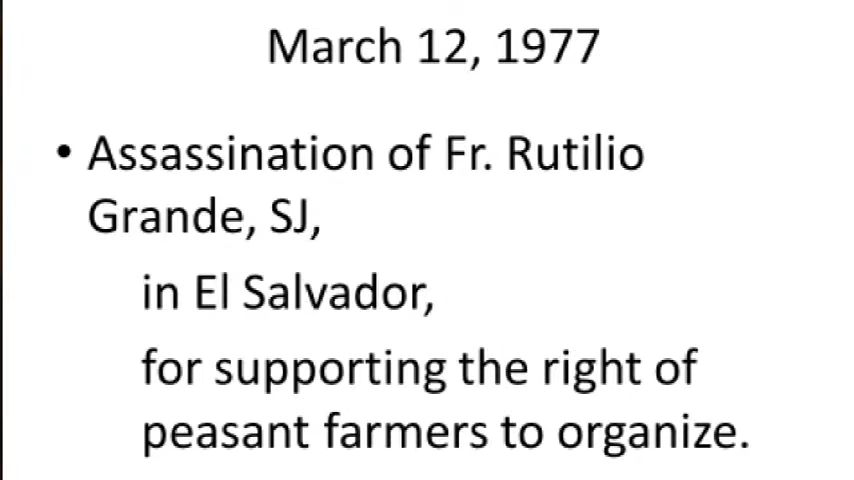 March 12, 1977
• Assassination of Fr. Rutilio
Grande, SJ,
in El Salvador,
for supporting the right of
peasant farmers to organize.